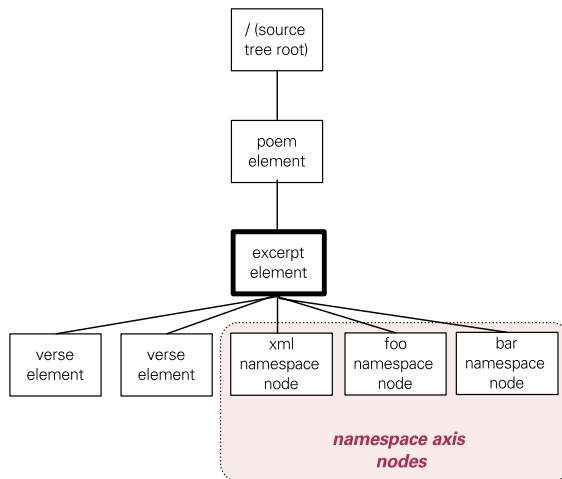 / (source
tree root)
poem
element
excerpt
element
verse
element
verse
element
xml
namespace
node
foo
namespace
node
bar
namespace
node
namespace axis
nodes